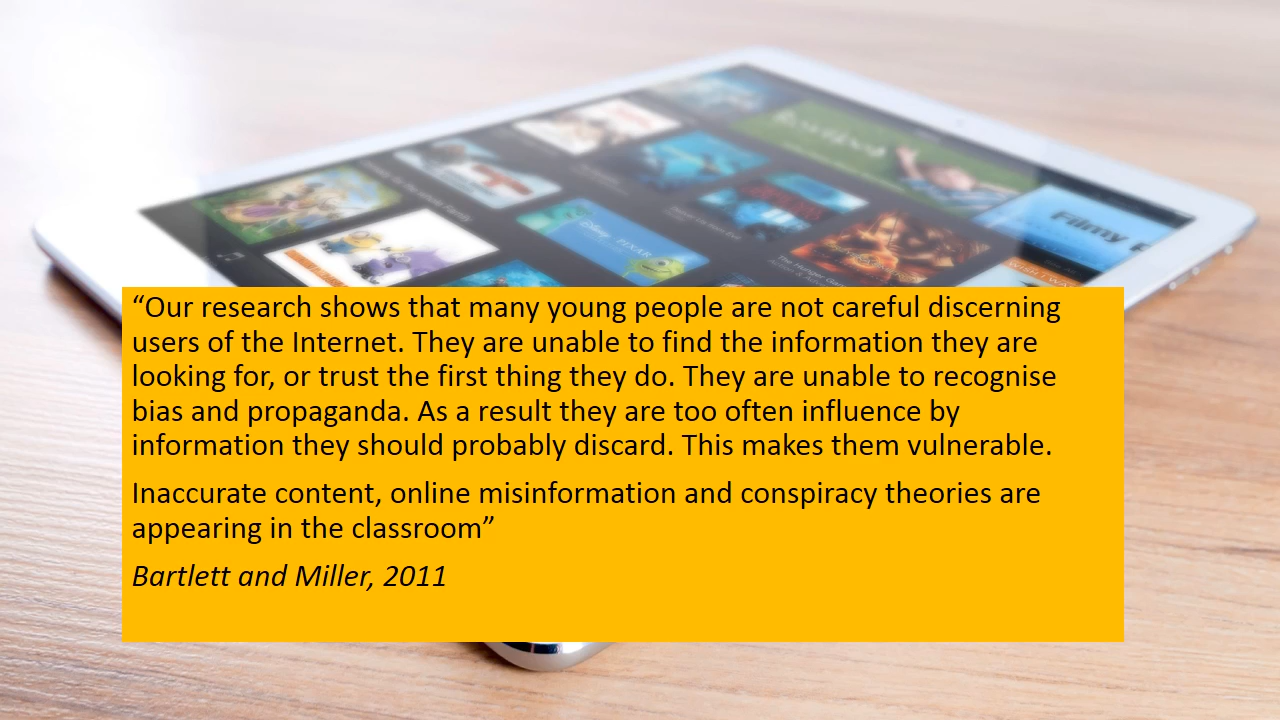 Filmy
DISNEY · PIXAR
“Our research shows that many young people are not careful discerning
users of the Internet. They are unable to find the information they are
looking for, or trust the first thing they do. They are unable to recognise
bias and propaganda. As a result they are too often influence by
information they should probably discard. This makes them vulnerable.
Inaccurate content, online misinformation and conspiracy theories are
appearing in the classroom”
Bartlett and Miller, 2011